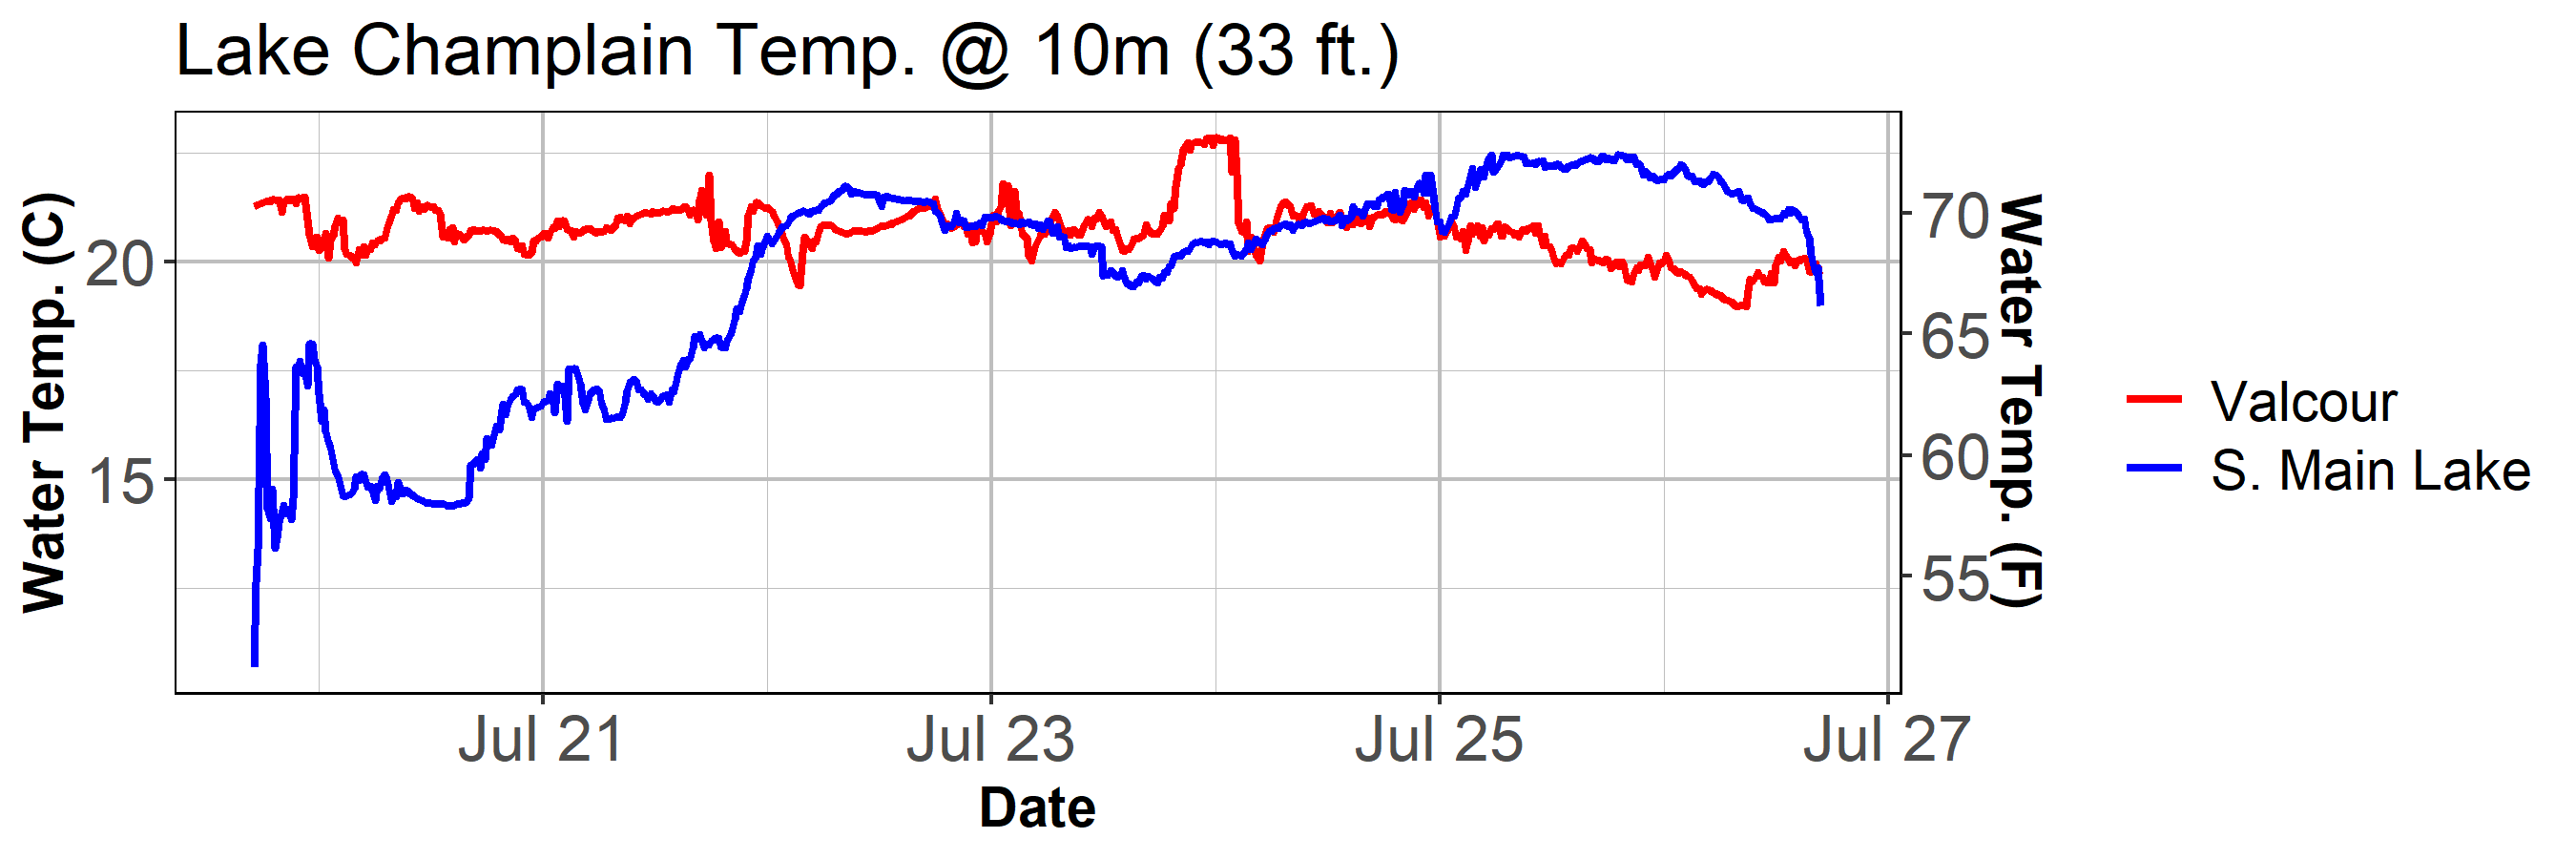 Lake Champlain Temp. @ 10m (33 ft.)
Water Temp. (C)
20
15
70
65
60
55
Water Temp. (F)
Jul 21
Jul 23
Jul 25
Jul 27
Date
Valcour
S. Main Lake